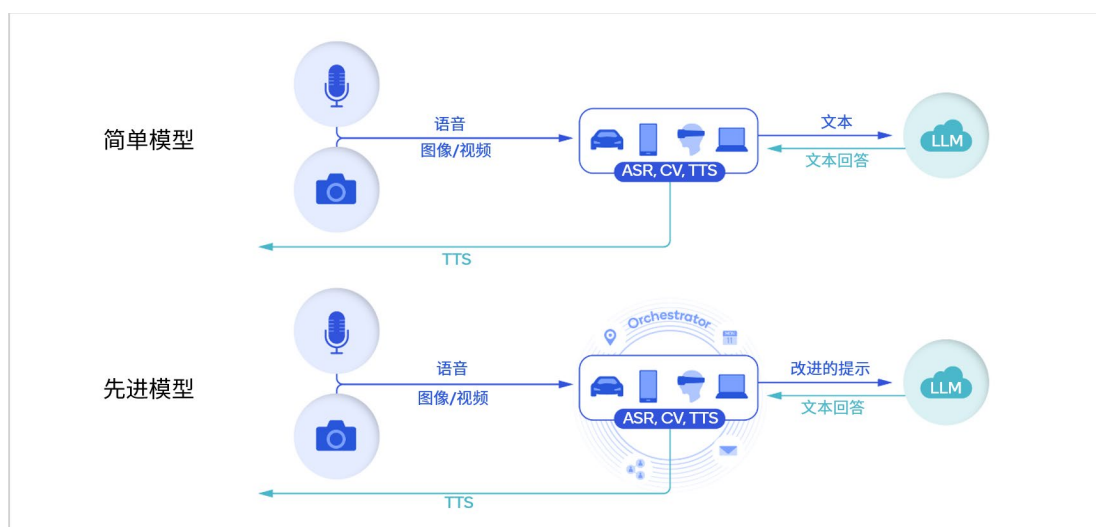 简单模型
语音
图像/视频
ASR, CV, TTS
文本
文本回答
LLM
TTS
先进模型
语音
图像/视频
Orchestrator
ASR, CV, TTS
改进的提示
文本回答
LLM
TTS